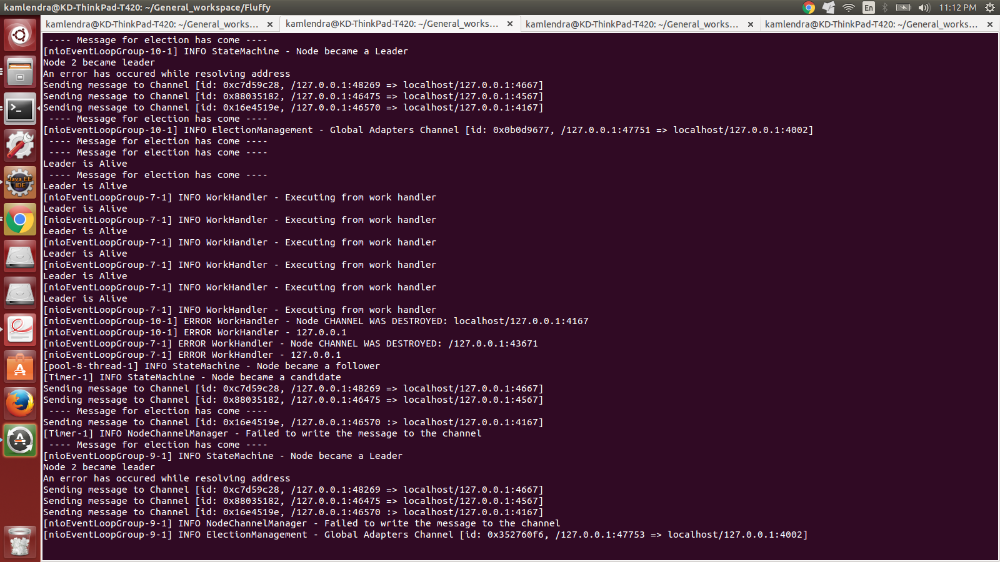 kamlendra@KD-ThinkPad-T420: ~/General_workspace/Fluffy
En
11:12 PM
kamlendra@KD-ThinkPad-T420: ~/General_works...
kamlendra@KD-ThinkPad-T420: ~/General_works...
kamlendra@KD-ThinkPad-T420: ~/General_works...
kamlendra@KD-ThinkPad-T420: ~/General_works...
Java EE
IDE
 ---- Message for election has come ----
[nioEventLoopGroup-10-1] INFO StateMachine - Node became a Leader
Node 2 became leader
An error has occured while resolving address
Sending message to Channel [id: 0xc7d59c28, /127.0.0.1:48269 => localhost/127.0.0.1:4667]
Sending message to Channel [id: 0x88035182, /127.0.0.1:46475 => localhost/127.0.0.1:4567]
Sending message to Channel [id: 0x16e4519e, /127.0.0.1:46570 => localhost/127.0.0.1:4167]
 ---- Message for election has come ----
[nioEventLoopGroup-10-1] INFO ElectionManagement - Global Adapters Channel [id: 0x0b0d9677, /127.0.0.1:47751 => localhost/127.0.0.1:4002]
 ---- Message for election has come ----
 ---- Message for election has come ----
Leader is Alive
 ---- Message for election has come ----
Leader is Alive
[nioEventLoopGroup-7-1] INFO WorkHandler - Executing from work handler
Leader is Alive
[nioEventLoopGroup-7-1] INFO WorkHandler - Executing from work handler
Leader is Alive
[nioEventLoopGroup-7-1] INFO WorkHandler - Executing from work handler
Leader is Alive
[nioEventLoopGroup-7-1] INFO WorkHandler - Executing from work handler
Leader is Alive
[nioEventLoopGroup-7-1] INFO WorkHandler - Executing from work handler
Leader is Alive
[nioEventLoopGroup-7-1] INFO WorkHandler - Executing from work handler
[nioEventLoopGroup-10-1] ERROR WorkHandler - Node CHANNEL WAS DESTROYED: localhost/127.0.0.1:4167
[nioEventLoopGroup-10-1] ERROR WorkHandler - 127.0.0.1
[nioEventLoopGroup-7-1] ERROR WorkHandler - Node CHANNEL WAS DESTROYED: /127.0.0.1:43671
[nioEventLoopGroup-7-1] ERROR WorkHandler - 127.0.0.1
[pool-8-thread-1] INFO StateMachine - Node became a follower
[Timer-1] INFO StateMachine - Node became a candidate
Sending message to Channel [id: 0xc7d59c28, /127.0.0.1:48269 => localhost/127.0.0.1:4667]
Sending message to Channel [id: 0x88035182, /127.0.0.1:46475 => localhost/127.0.0.1:4567]
 ---- Message for election has come ----
Sending message to Channel [id: 0x16e4519e, /127.0.0.1:46570 :> localhost/127.0.0.1:4167]
[Timer-1] INFO NodeChannelManager - Failed to write the message to the channel
 ---- Message for election has come ----
[nioEventLoopGroup-9-1] INFO StateMachine - Node became a Leader
Node 2 became leader
An error has occured while resolving address
Sending message to Channel [id: 0xc7d59c28, /127.0.0.1:48269 => localhost/127.0.0.1:4667]
Sending message to Channel [id: 0x88035182, /127.0.0.1:46475 => localhost/127.0.0.1:4567]
Sending message to Channel [id: 0x16e4519e, /127.0.0.1:46570 :> localhost/127.0.0.1:4167]
[nioEventLoopGroup-9-1] INFO NodeChannelManager - Failed to write the message to the channel
[nioEventLoopGroup-9-1] INFO ElectionManagement - Global Adapters Channel [id: 0x352760f6, /127.0.0.1:47753 => localhost/127.0.0.1:4002]